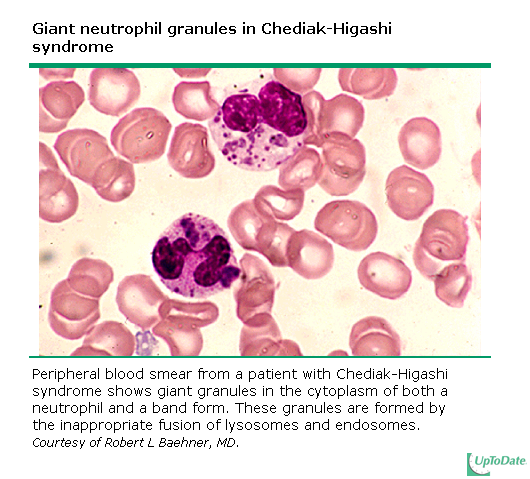 Giant neutrophil granules in Chediak-Higashi
syndrome
Peripheral blood smear from a patient with Chediak-Higashi
syndrome shows giant granules in the cytoplasm of both a
neutrophil and a band form. These granules are formed by
the inappropriate fusion of lysosomes and endosomes.
Courtesy of Robert L Baehner, MD.
UpToDate